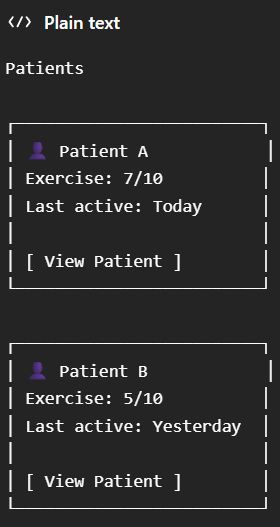 Plain text
Patients
👤 Patient A
Exercise: 7/10
Last active: Today
[ View Patient ]
👤 Patient B
Exercise: 5/10
Last active: Yesterday
[ View Patient ]